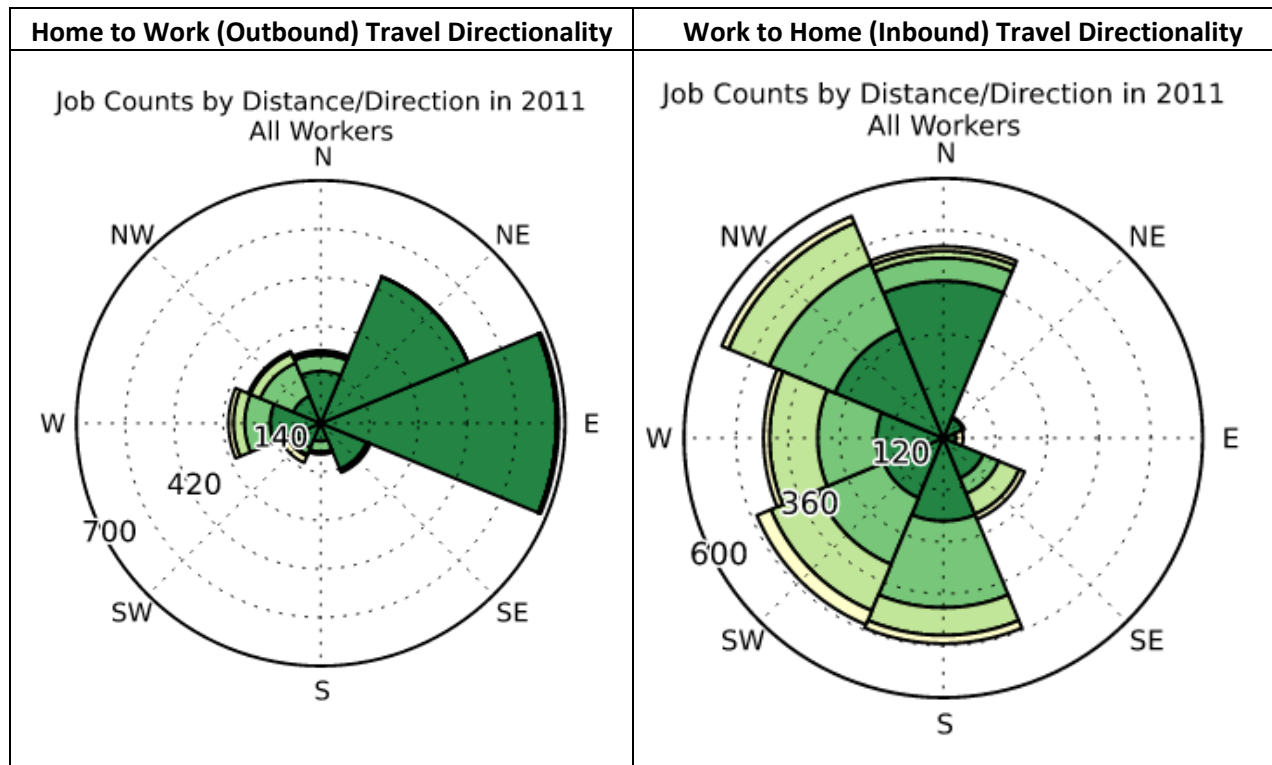 Home to Work (Outbound) Travel Directionality
Job Counts by Distance/Direction in 2011
All Workers
N
NW
NE
W
E
140
420
700
SW
SE
S
Work to Home (Inbound) Travel Directionality
Job Counts by Distance/Direction in 2011
All Workers
N
NW
NE
W
E
120
360
600
SW
SE
S